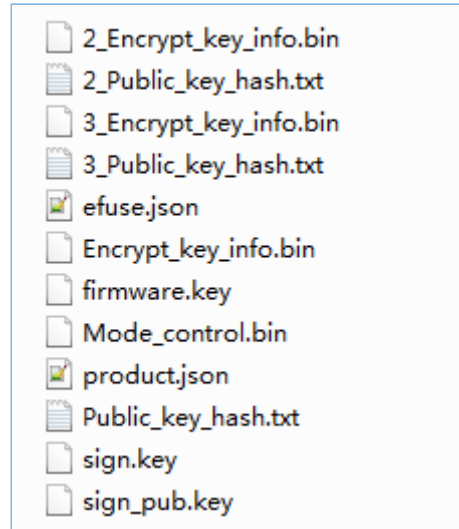 2_Encrypt_key_info.bin
2_Public_key_hash.txt
3_Encrypt_key_info.bin
3_Public_key_hash.txt
efuse.json
Encrypt_key_info.bin
firmware.key
Mode_control.bin
product.json
Public_key_hash.txt
sign.key
sign_pub.key